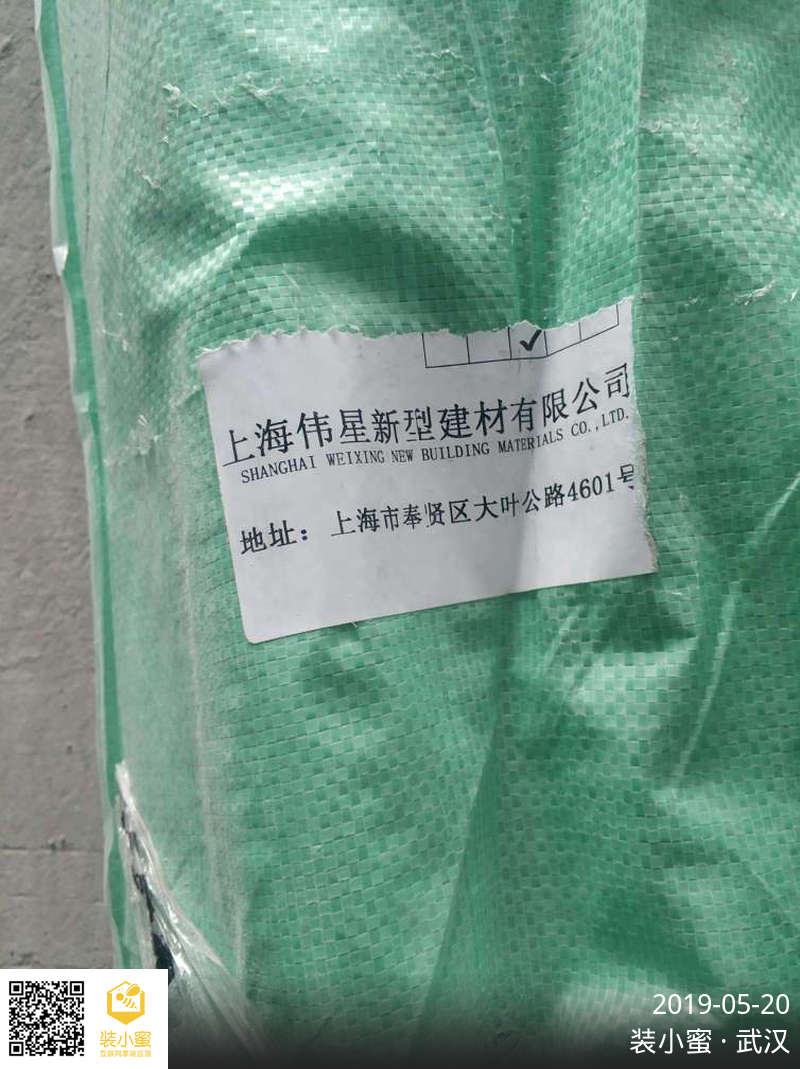 上海伟星新型建材有限公司
SHANGHAI WEIXING NEW BUILDING MATERIALS CO.,LTD.
地址：上海市奉贤区大叶公路4601号
2019-05-20
装小蜜·武汉
装小蜜